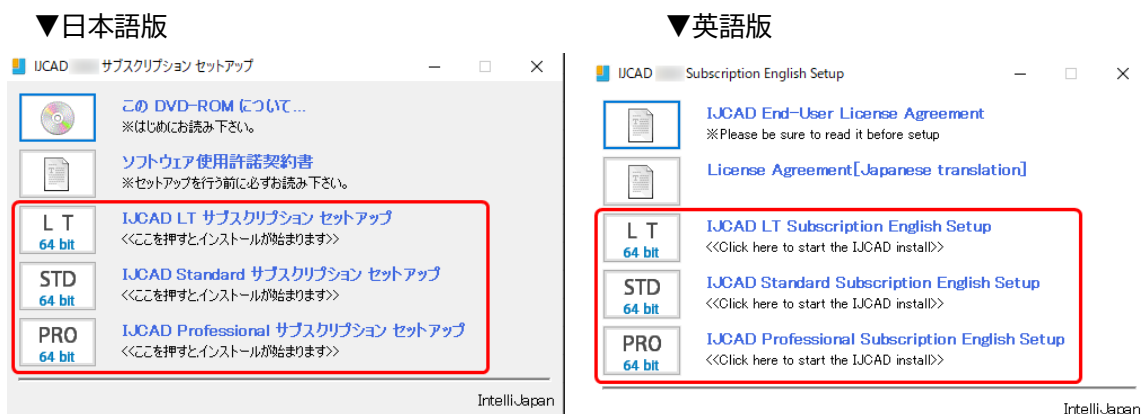 ▼日本語版
IJCAD サブスクリプション セットアップ
この DVD-ROM について...
※はじめにお読み下さい。
ソフトウェア使用許諾契約書
※セットアップを行う前に必ずお読み下さい。
LT
64 bit
IJCAD LT サブスクリプション セットアップ
<<ここを押すとインストールが始まります>>
STD
64 bit
IJCAD Standard サブスクリプション セットアップ
<<ここを押すとインストールが始まります>>
PRO
64 bit
IJCAD Professional サブスクリプション セットアップ
<<ここを押すとインストールが始まります>>
IntelliJapan
▼英語版
IJCAD Subscription English Setup
IJCAD End-User License Agreement
※Please be sure to read it before setup
License Agreement[Japanese translation]
LT
64 bit
IJCAD LT Subscription English Setup
<<Click here to start the IJCAD install>>
STD
64 bit
IJCAD Standard Subscription English Setup
<<Click here to start the IJCAD install>>
PRO
64 bit
IJCAD Professional Subscription English Setup
<<Click here to start the IJCAD install>>
IntelliJapan